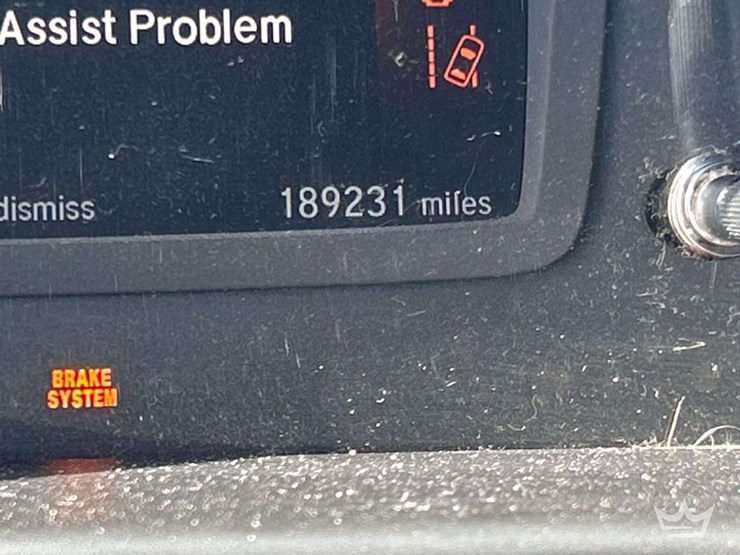 Assist Problem
dismiss
189231 miles
BRAKE
SYSTEM